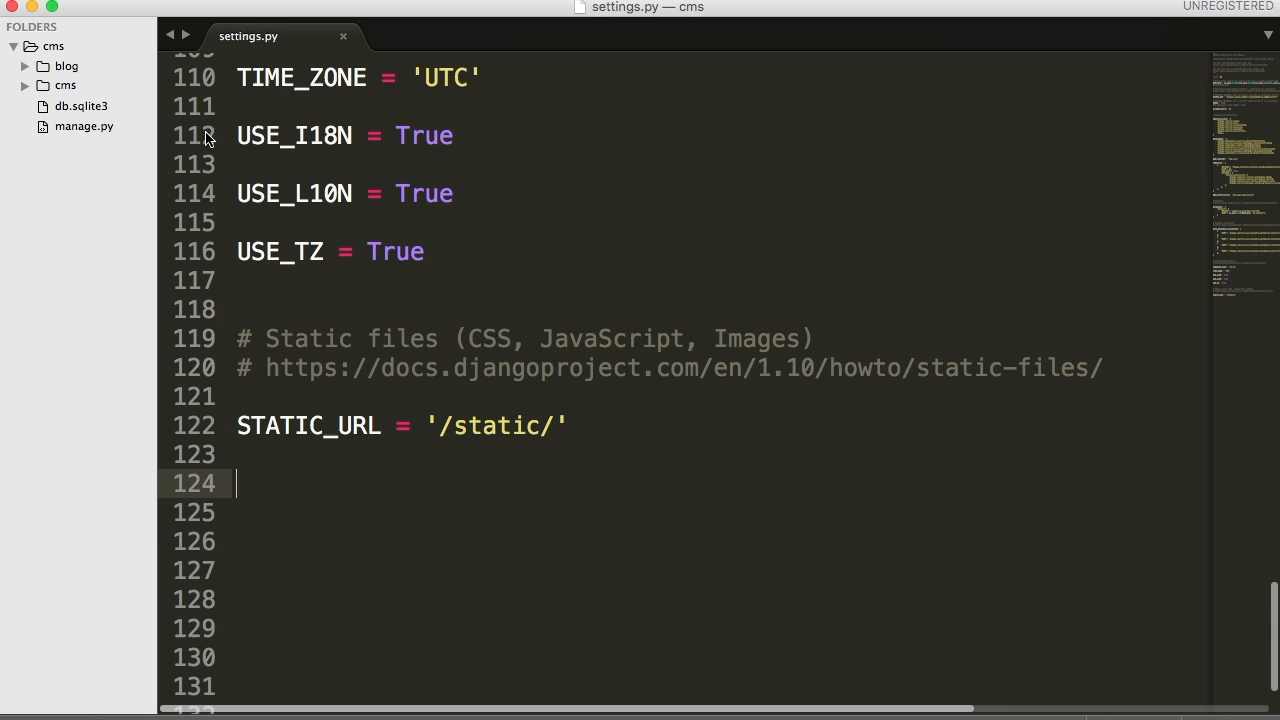 settings.py — cms
UNREGISTERED
FOLDERS
cms
blog
cms
db.sqlite3
manage.py
settings.py ×
110 TIME_ZONE = 'UTC'
111
112 USE_I18N = True
113
114 USE_L10N = True
115
116 USE_TZ = True
117
118
119 # Static files (CSS, JavaScript, Images)
120 # https://docs.djangoproject.com/en/1.10/howto/static-files/
121
122 STATIC_URL = '/static/'
123
124
125
126
127
128
129
130
131